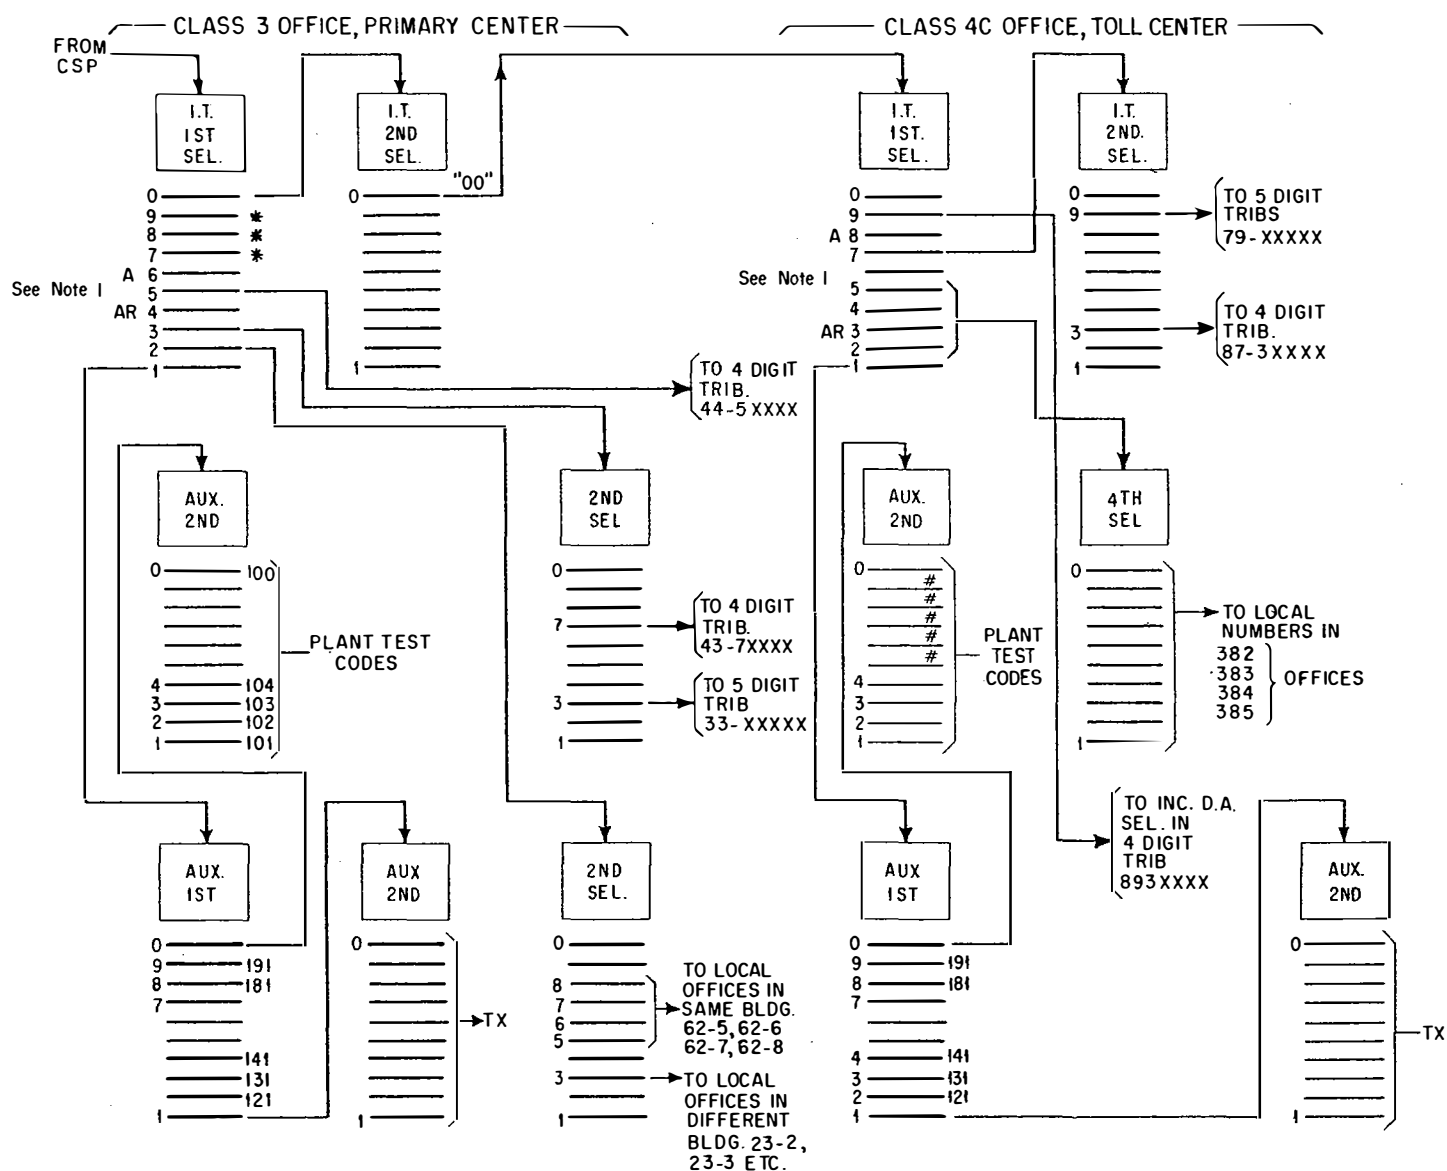 CLASS 3 OFFICE, PRIMARY CENTER
CLASS 4C OFFICE, TOLL CENTER
FROM
CSP
I.T.
1ST
SEL.
0
9 *
8 *
7 *
A 6
See Note 1
5
AR 4
3
2
1
I.T.
2ND
SEL.
0
"00"
1
TO 4 DIGIT
TRIB.
44-5XXXX
I.T.
1ST.
SEL.
0
9
A 8
7
See Note 1
5
4
AR 3
2
1
I.T.
2ND.
SEL.
0
9
3
1
TO 5 DIGIT
TRIBS
79-XXXXX
TO 4 DIGIT
TRIB.
87-3XXXX
AUX.
2ND
0 100
4 104
3 103
2 102
1 101
PLANT TEST
CODES
2ND
SEL
0
7
3
1
TO 4 DIGIT
TRIB.
43-7XXXX
TO 5 DIGIT
TRIB
33-XXXXX
AUX.
2ND
0
#
#
#
#
#
4
3
2
1
PLANT
TEST
CODES
4TH
SEL
0
1
TO LOCAL
NUMBERS IN
382
383
384
385
OFFICES
AUX.
1ST
0
9 191
8 181
7
141
131
121
1
AUX
2ND
0
1
TX
2ND
SEL.
0
8
7
6
5
3
1
TO LOCAL
OFFICES IN
SAME BLDG.
62-5, 62-6
62-7, 62-8
TO LOCAL
OFFICES IN
DIFFERENT
BLDG. 23-2,
23-3 ETC.
AUX
1ST
0
9 191
8 181
7
4 141
3 131
2 121
1
TO INC. D.A.
SEL. IN
4 DIGIT
TRIB
893XXXX
AUX.
2ND
0
1
TX